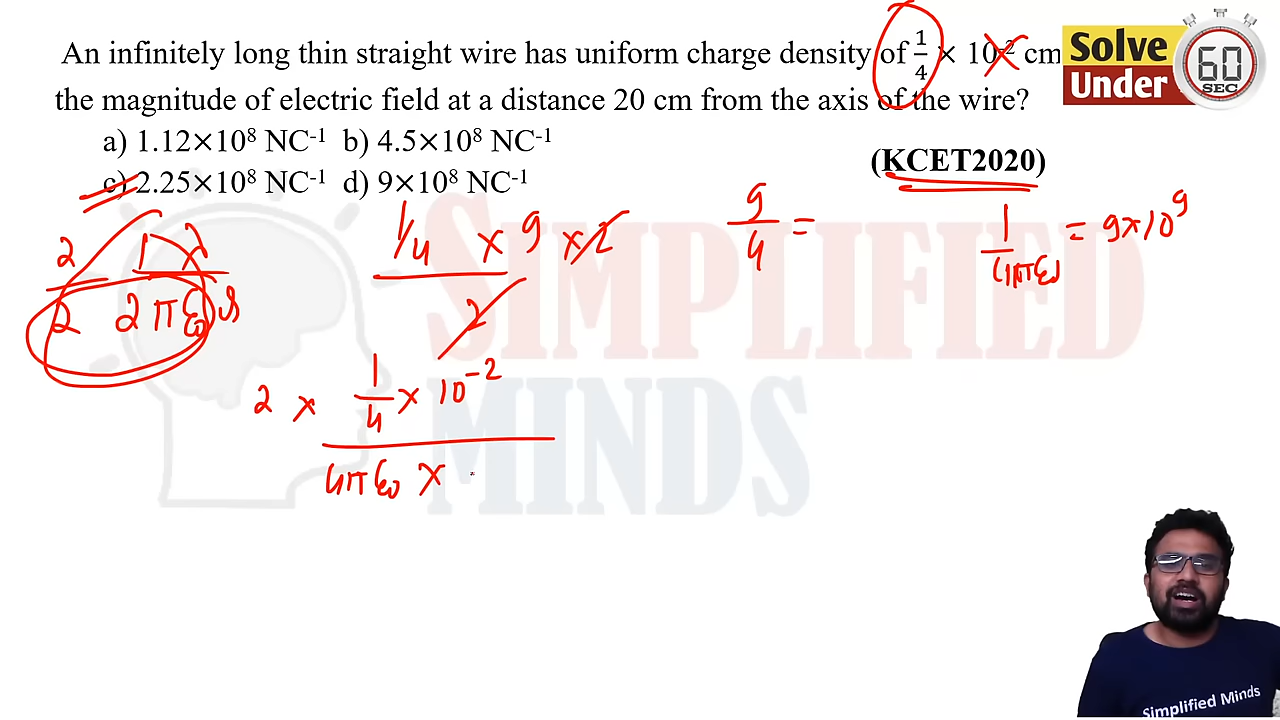 An infinitely long thin straight wire has uniform charge density of 1/4 × 10⁻² cm
the magnitude of electric field at a distance 20 cm from the axis of the wire?
a) 1.12×10⁸ NC⁻¹ b) 4.5×10⁸ NC⁻¹
c) 2.25×10⁸ NC⁻¹ d) 9×10⁸ NC⁻¹
(KCET2020)
Solve
Under
60
SEC
2/2 1 λ / 2πε₀ r
1/4 × 9 × 2 / 2
9/4 =
1/4πε₀ = 9×10⁹
2 × 1/4 × 10⁻²
4πε₀ ×
SIMPLIFIED
MINDS
Simplified Minds